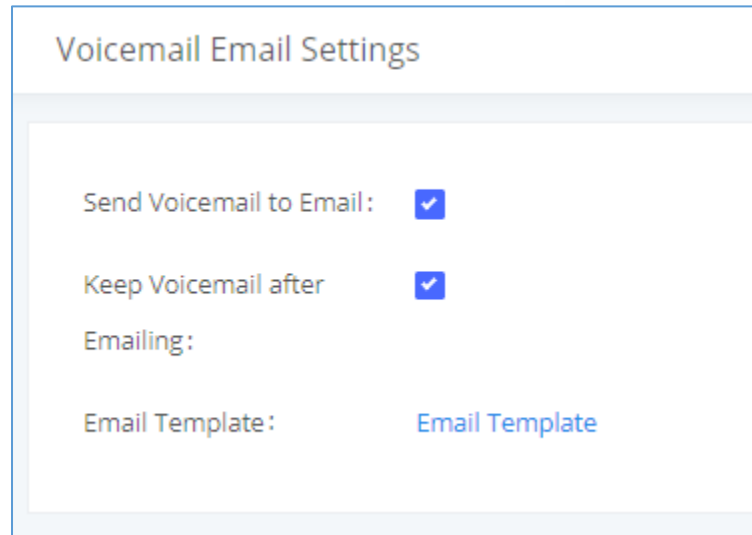 Voicemail Email Settings
Send Voicemail to Email:
Keep Voicemail after
Emailing:
Email Template: Email Template